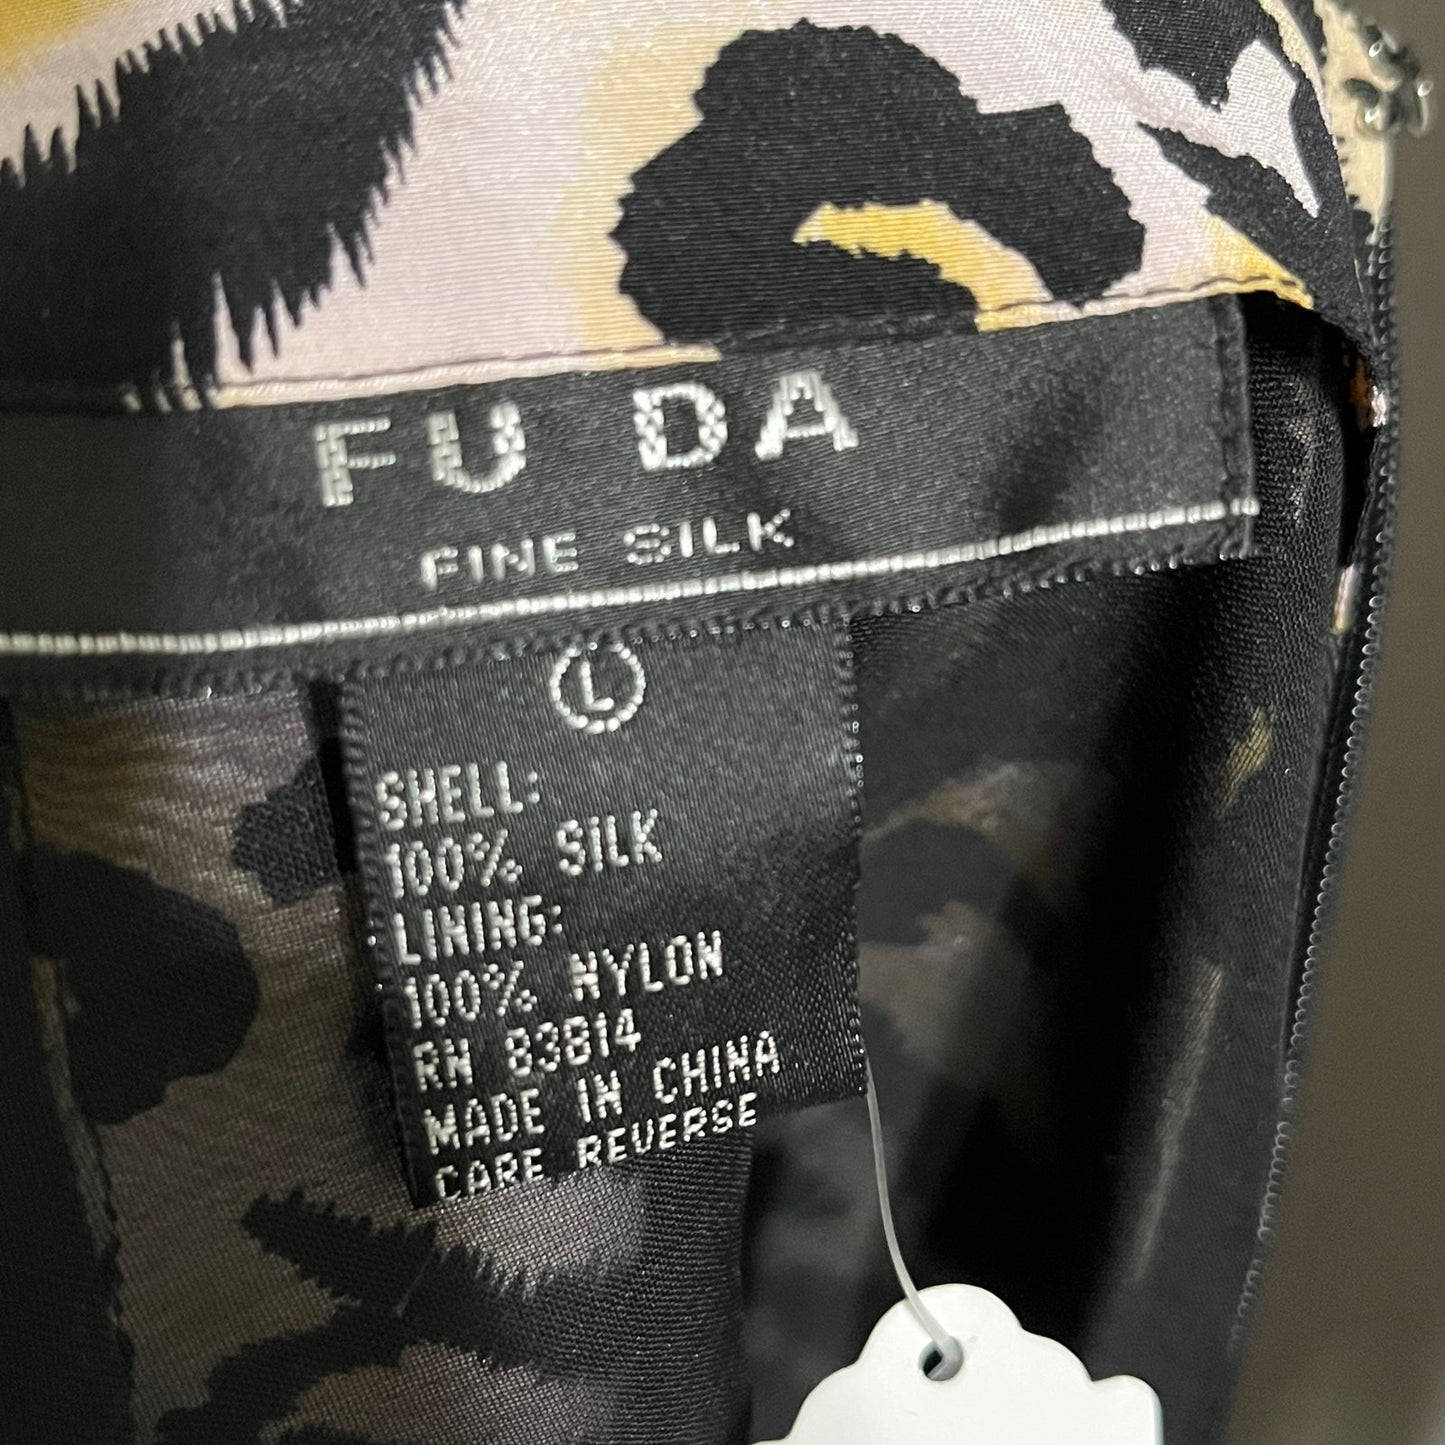 FU DA
FINE SILK
L
SHELL:
100% SILK
LINING:
100% NYLON
RN 83814
MADE IN CHINA
CARE REVERSE